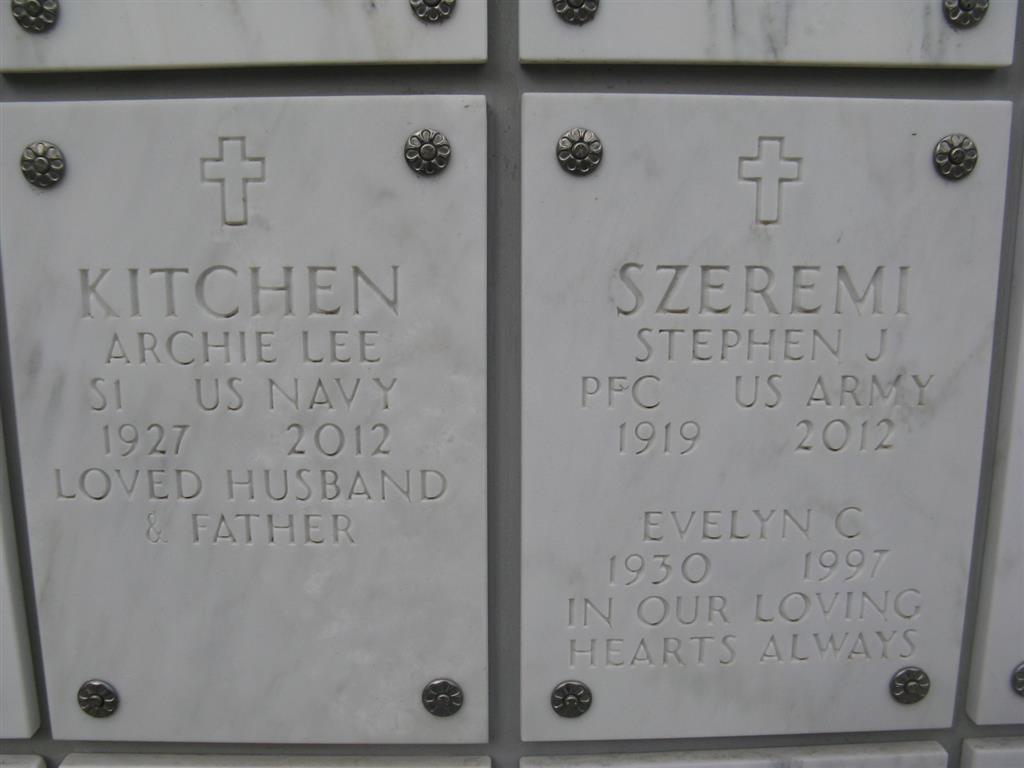 KITCHEN
ARCHIE LEE
S1 US NAVY
1927 2012
LOVED HUSBAND
& FATHER
SZEREMI
STEPHEN J
PFC US ARMY
1919 2012
EVELYN C
1930 1997
IN OUR LOVING
HEARTS ALWAYS